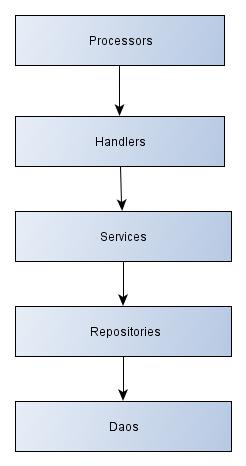 Processors
Handlers
Services
Repositories
Daos